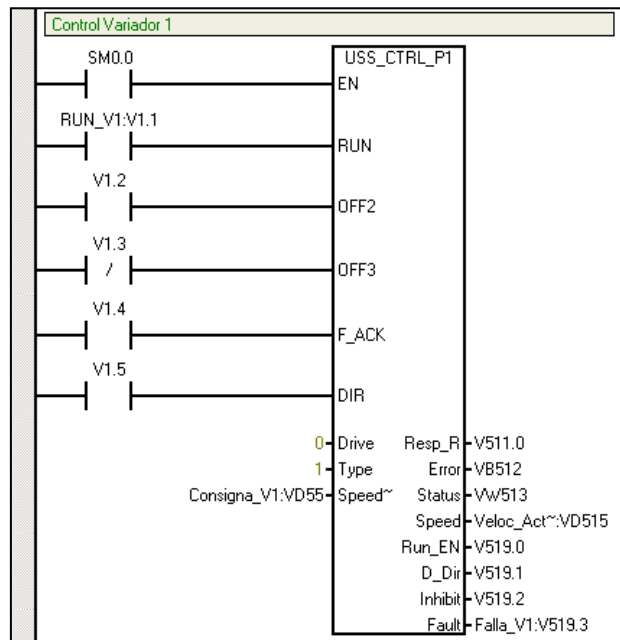 Control Variador 1
SM0.0
USS_CTRL_P1
EN
RUN_V1:V1.1
RUN
V1.2
OFF2
V1.3
/
OFF3
V1.4
F_ACK
V1.5
DIR
0 Drive Resp_R V511.0
1 Type Error VB512
Consigna_V1:VD55 Speed~ Status VW513
Speed Veloc_Act~:VD515
Run_EN V519.0
D_Dir V519.1
Inhibit V519.2
Fault Falla_V1:V519.3